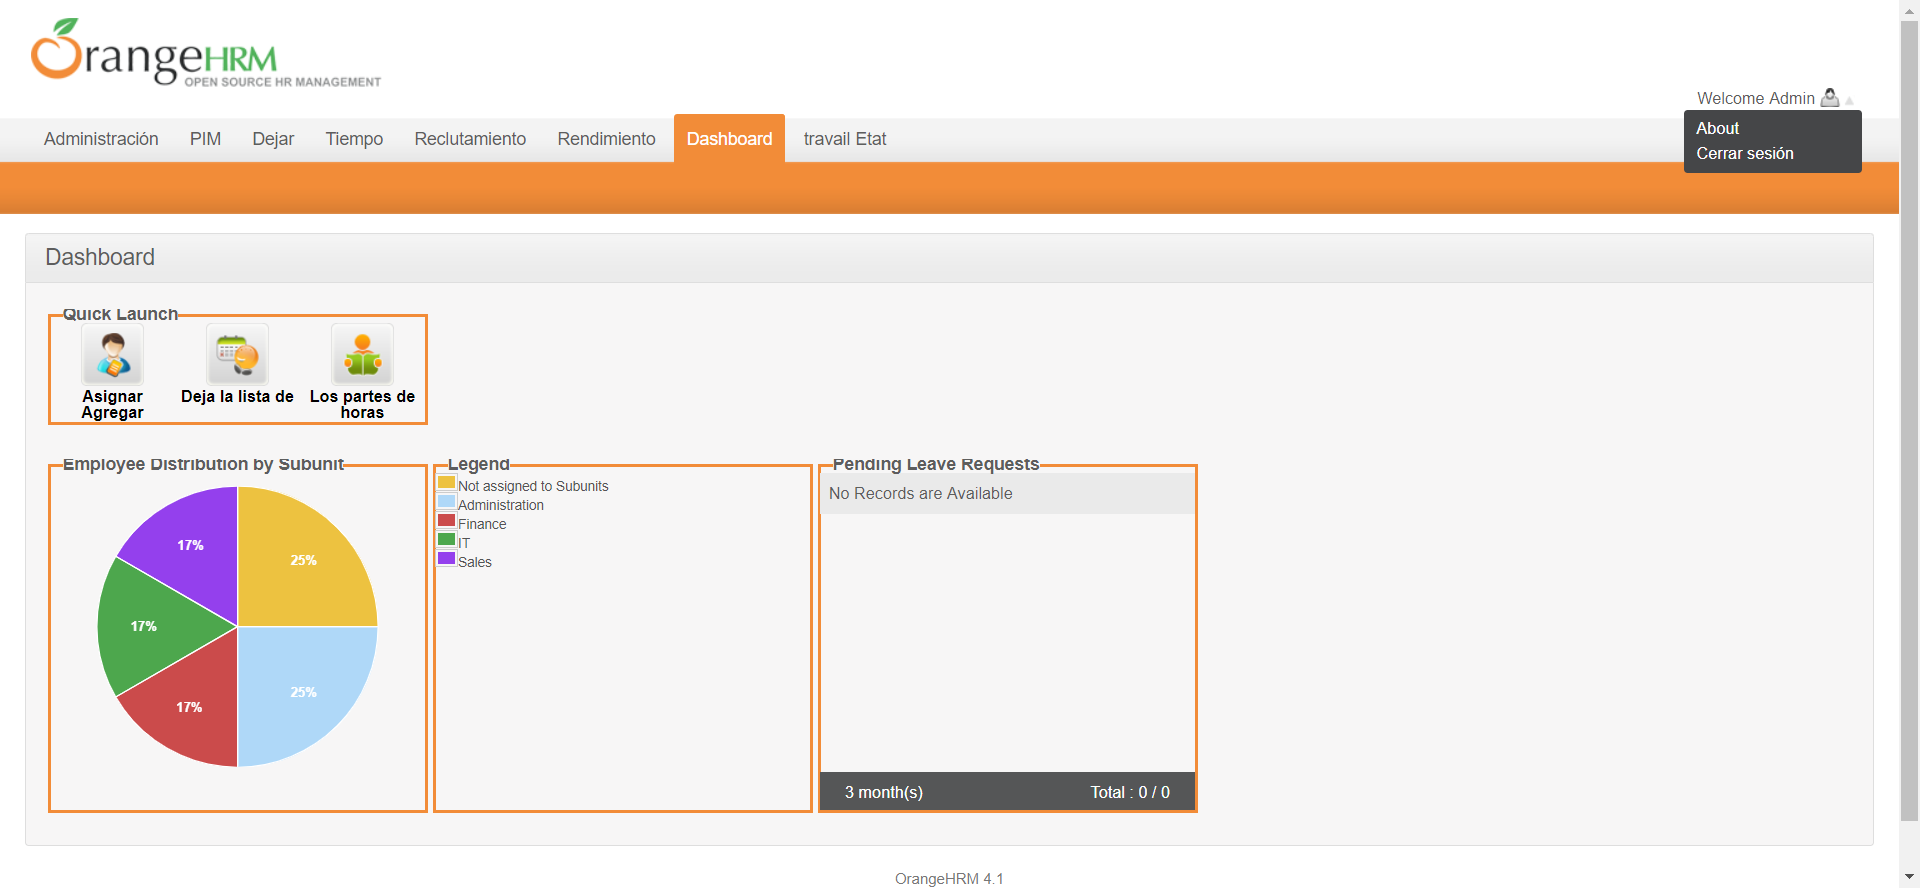 OrangeHRM
OPEN SOURCE HR MANAGEMENT
Welcome Admin
About
Cerrar sesión
Administración PIM Dejar Tiempo Reclutamiento Rendimiento Dashboard travail Etat
Dashboard
Quick Launch
Asignar
Agregar
Deja la lista de
Los partes de
horas
Employee Distribution by Subunit
17%
25%
17%
25%
17%
Legend
Not assigned to Subunits
Administration
Finance
IT
Sales
Pending Leave Requests
No Records are Available
3 month(s) Total : 0 / 0
OrangeHRM 4.1